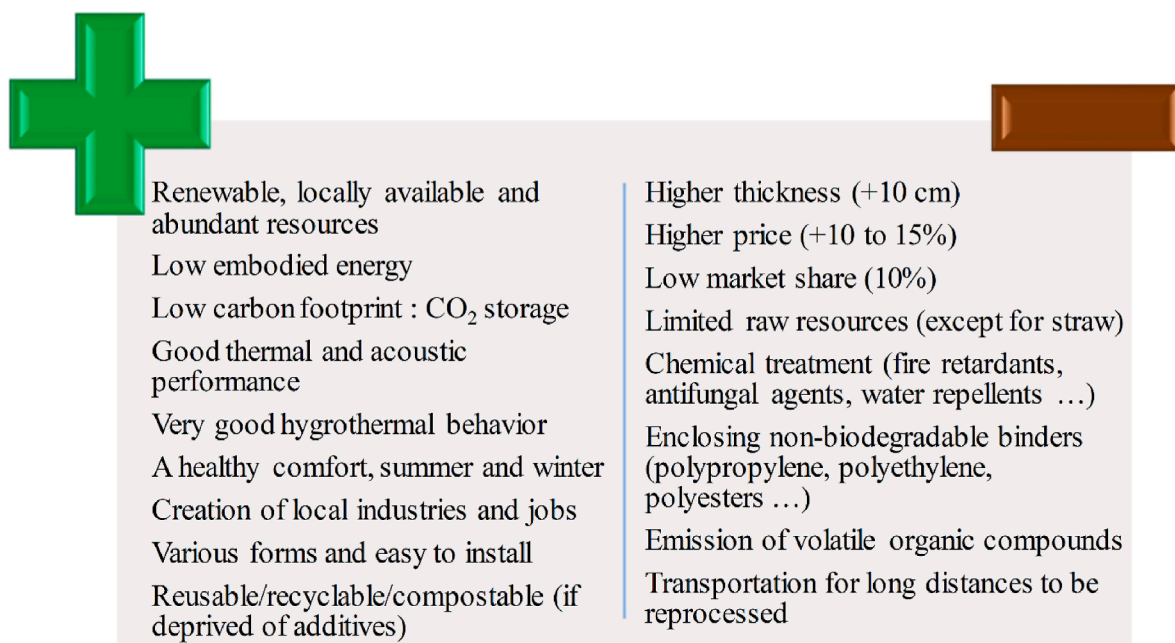 Renewable, locally available and
abundant resources
Low embodied energy
Low carbon footprint : CO₂ storage
Good thermal and acoustic
performance
Very good hygrothermal behavior
A healthy comfort, summer and winter
Creation of local industries and jobs
Various forms and easy to install
Reusable/recyclable/compostable (if
deprived of additives)
Higher thickness (+10 cm)
Higher price (+10 to 15%)
Low market share (10%)
Limited raw resources (except for straw)
Chemical treatment (fire retardants,
antifungal agents, water repellents …)
Enclosing non-biodegradable binders
(polypropylene, polyethylene,
polyesters …)
Emission of volatile organic compounds
Transportation for long distances to be
reprocessed